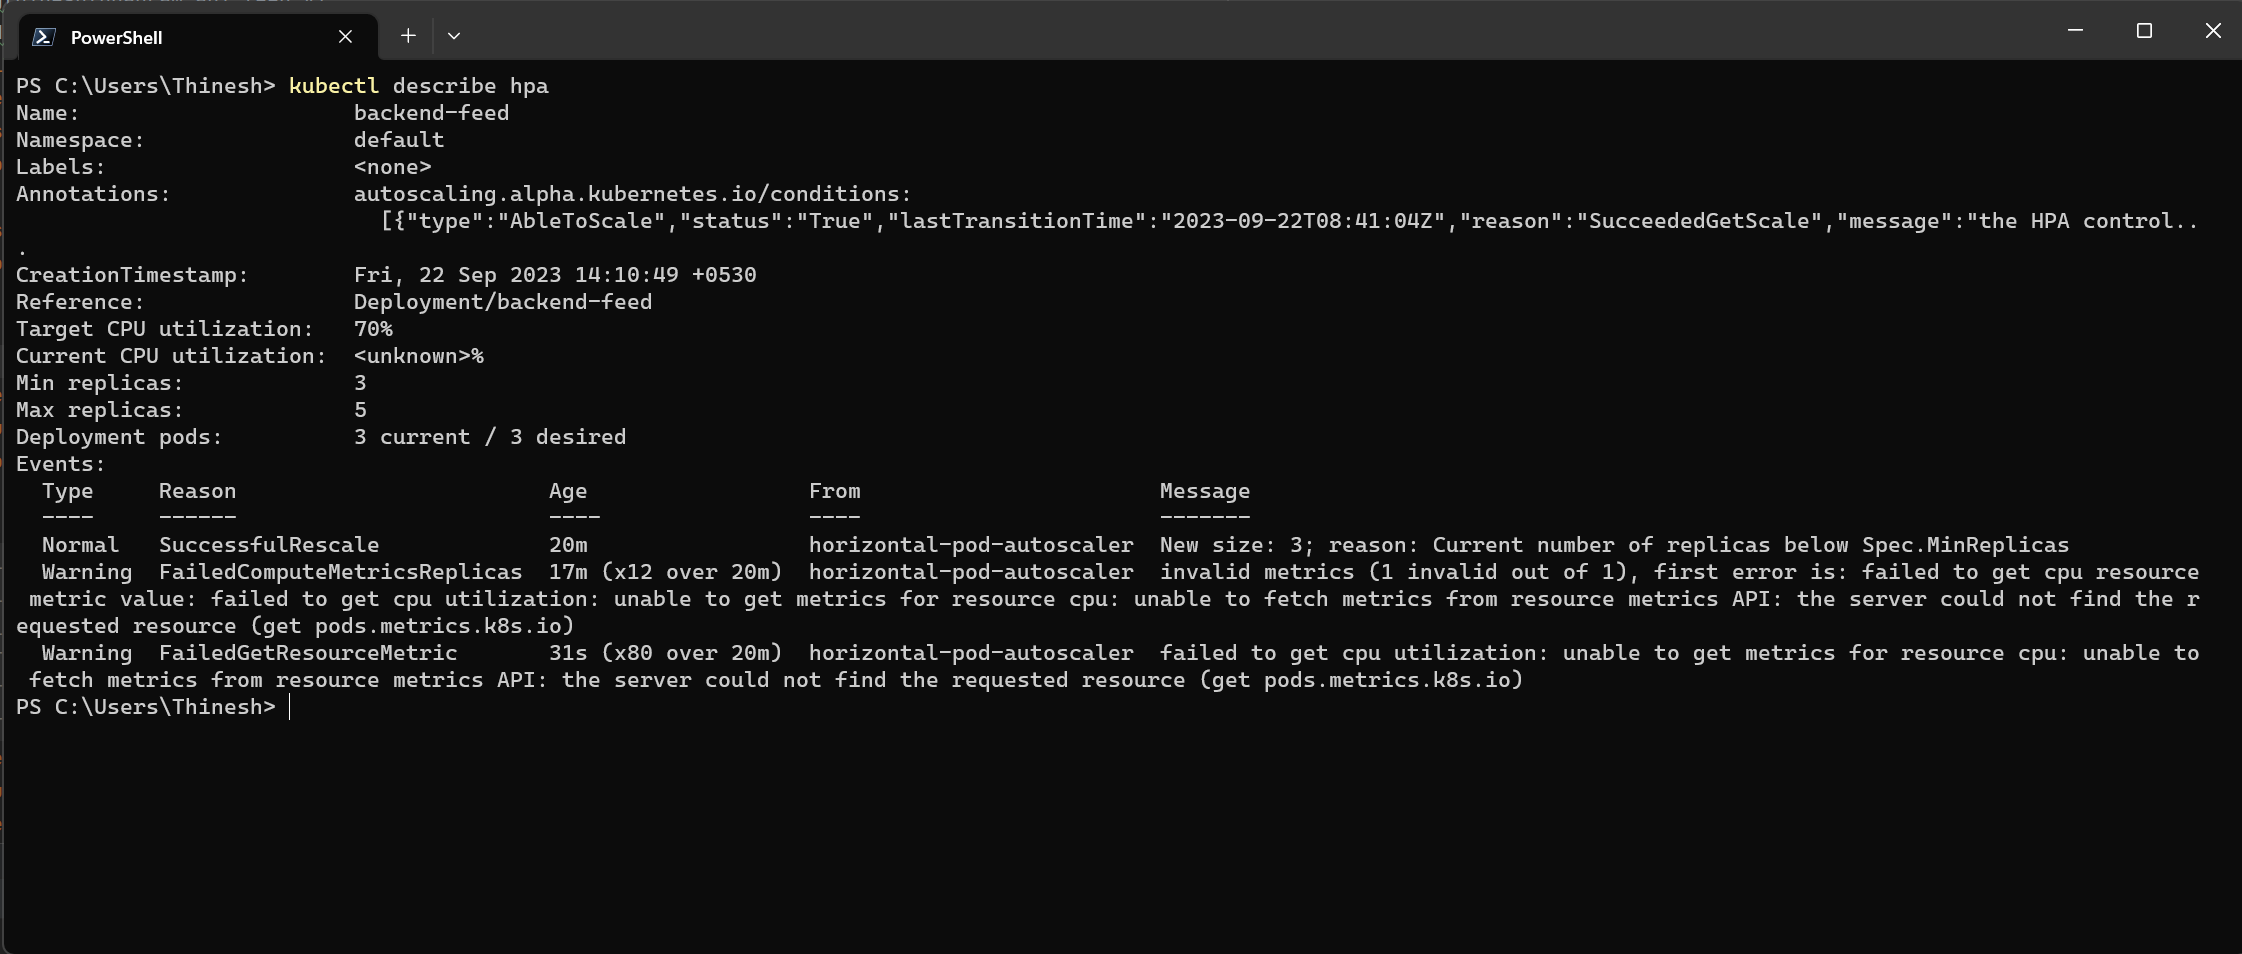 PowerShell
PS C:\Users\Thinesh> kubectl describe hpa
Name:                     backend-feed
Namespace:                default
Labels:                   <none>
Annotations:              autoscaling.alpha.kubernetes.io/conditions:
                            [{"type":"AbleToScale","status":"True","lastTransitionTime":"2023-09-22T08:41:04Z","reason":"SucceededGetScale","message":"the HPA control..
.
CreationTimestamp:        Fri, 22 Sep 2023 14:10:49 +0530
Reference:                Deployment/backend-feed
Target CPU utilization:   70%
Current CPU utilization:  <unknown>%
Min replicas:             3
Max replicas:             5
Deployment pods:          3 current / 3 desired
Events:
  Type     Reason                        Age                 From                       Message
  ----     ------                        ----                ----                       -------
  Normal   SuccessfulRescale             20m                 horizontal-pod-autoscaler  New size: 3; reason: Current number of replicas below Spec.MinReplicas
  Warning  FailedComputeMetricsReplicas  17m (x12 over 20m)  horizontal-pod-autoscaler  invalid metrics (1 invalid out of 1), first error is: failed to get cpu resource
 metric value: failed to get cpu utilization: unable to get metrics for resource cpu: unable to fetch metrics from resource metrics API: the server could not find the r
equested resource (get pods.metrics.k8s.io)
  Warning  FailedGetResourceMetric       31s (x80 over 20m)  horizontal-pod-autoscaler  failed to get cpu utilization: unable to get metrics for resource cpu: unable to
 fetch metrics from resource metrics API: the server could not find the requested resource (get pods.metrics.k8s.io)
PS C:\Users\Thinesh>